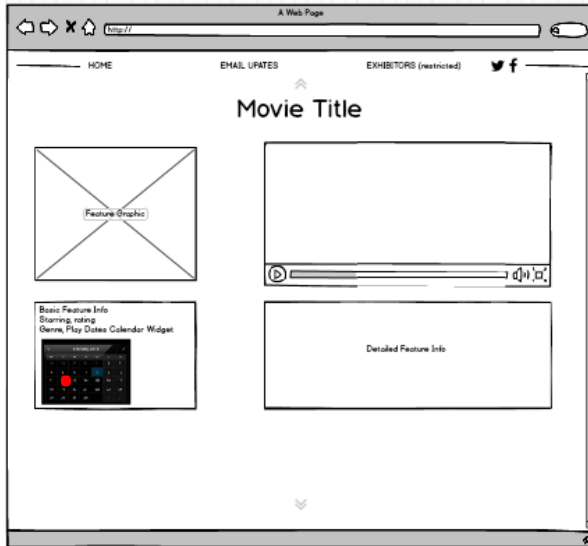 A Web Page
http://
HOME
EMAIL UPATES
EXHIBITORS (restricted)
Movie Title
Feature Graphic
Basic Feature Info
Starring, rating
Genre, Play Dates Calendar Widget
Detailed Feature Info